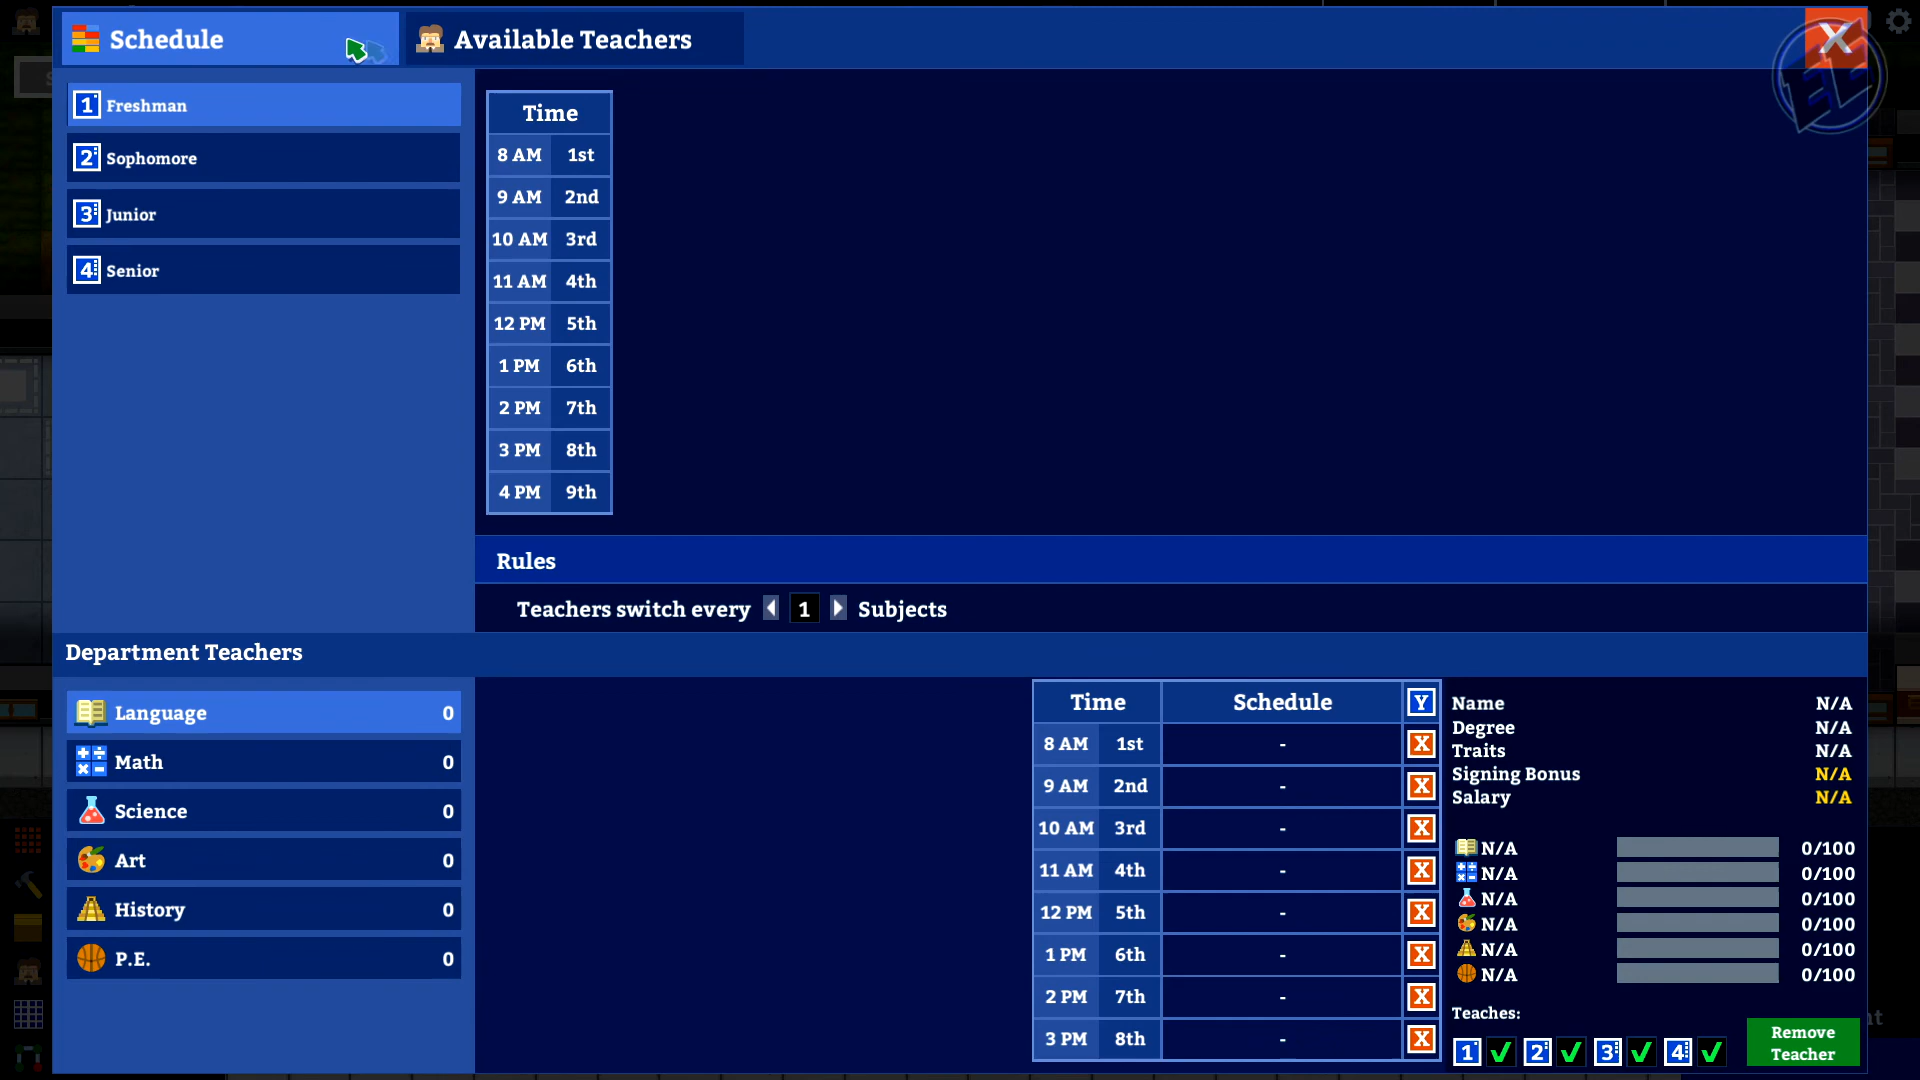 Schedule
Available Teachers
X
EL
1 Freshman
2 Sophomore
3 Junior
4 Senior
Time
8 AM 1st
9 AM 2nd
10 AM 3rd
11 AM 4th
12 PM 5th
1 PM 6th
2 PM 7th
3 PM 8th
4 PM 9th
Rules
Teachers switch every 1 Subjects
Department Teachers
Language 0
Math 0
Science 0
Art 0
History 0
P.E. 0
Time Schedule Y
8 AM 1st - X
9 AM 2nd - X
10 AM 3rd - X
11 AM 4th - X
12 PM 5th - X
1 PM 6th - X
2 PM 7th - X
3 PM 8th - X
Name N/A
Degree N/A
Traits N/A
Signing Bonus N/A
Salary N/A
N/A 0/100
N/A 0/100
N/A 0/100
N/A 0/100
N/A 0/100
N/A 0/100
Teaches:
1 2 3 4
Remove
Teacher